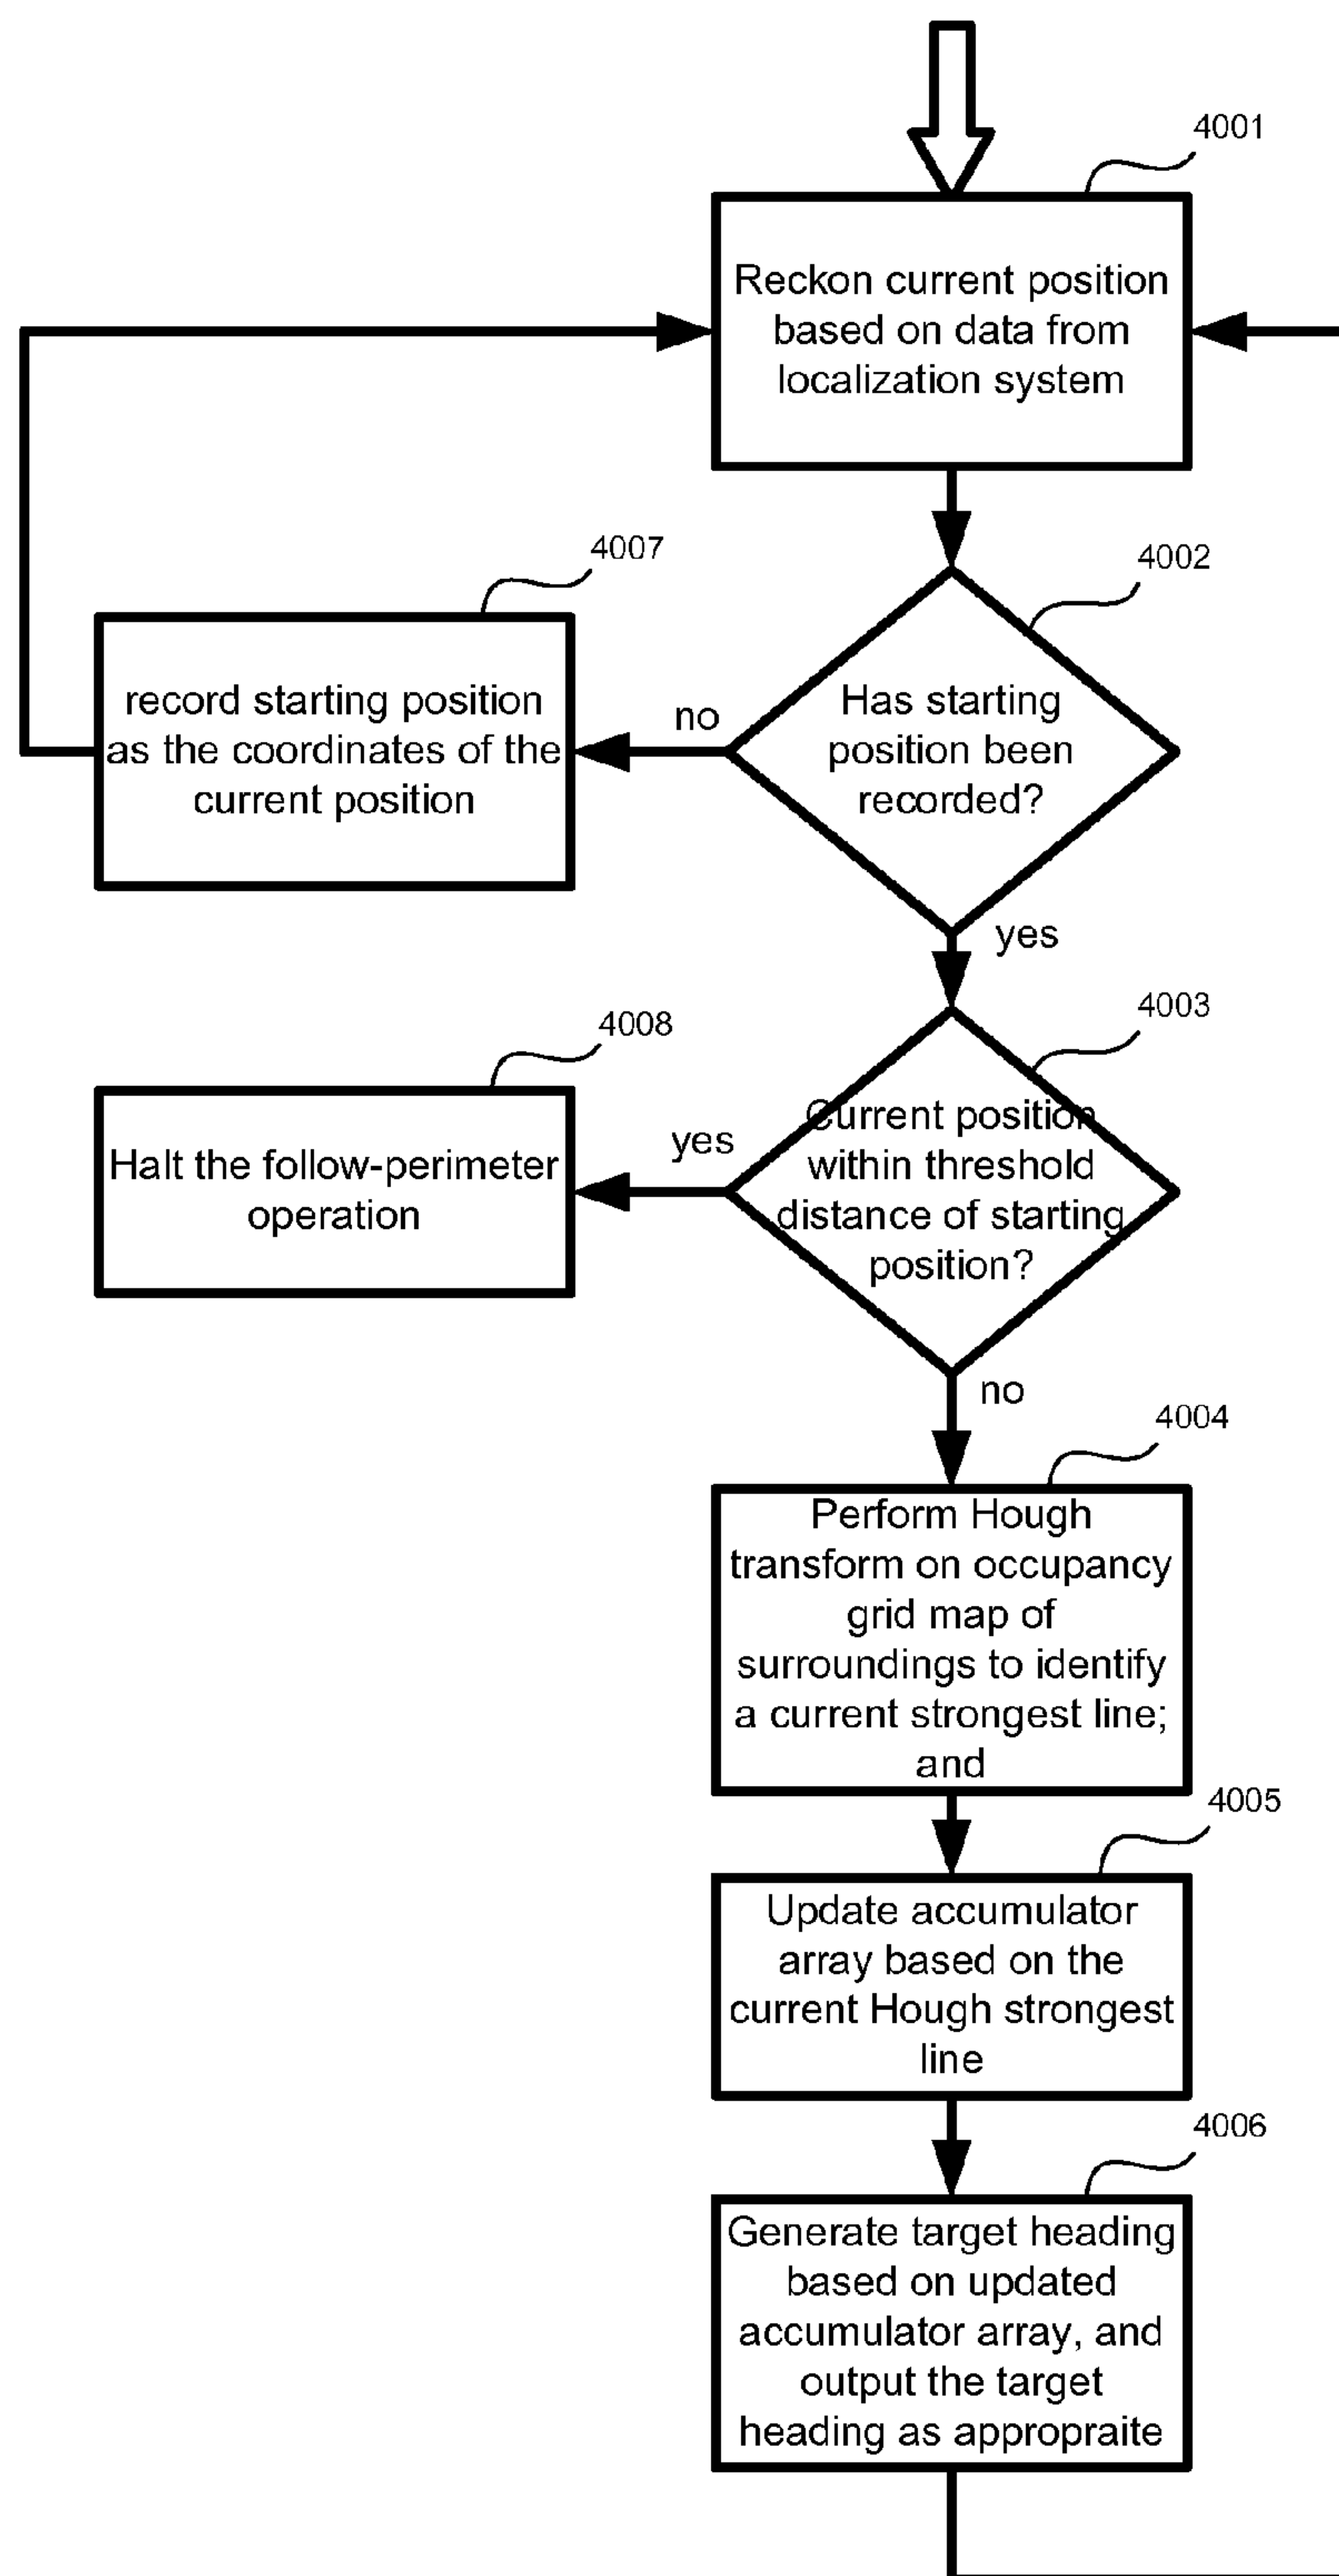 4001
Reckon current position
based on data from
localization system
4007
4002
record starting position
as the coordinates of the
current position
no
Has starting
position been
recorded?
yes
4008
4003
Halt the follow-perimeter
operation
yes
Current position
within threshold
distance of starting
position?
no
4004
Perform Hough
transform on occupancy
grid map of
surroundings to identify
a current strongest line;
and
4005
Update accumulator
array based on the
current Hough strongest
line
4006
Generate target heading
based on updated
accumulator array, and
output the target
heading as appropraite